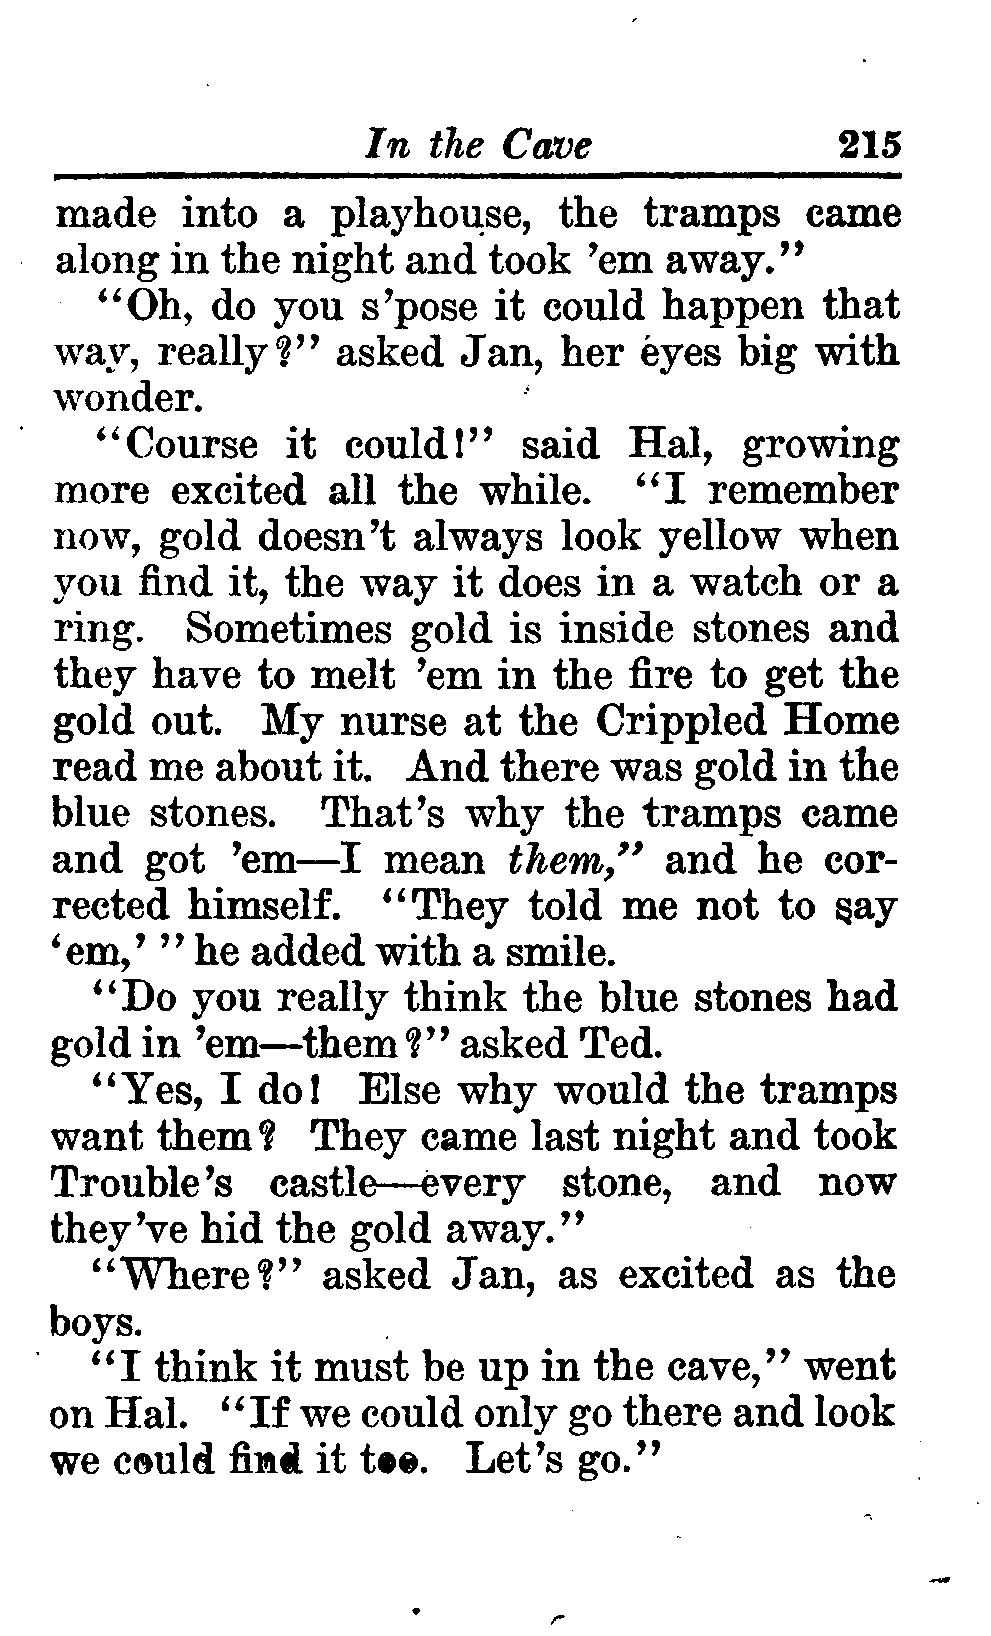 In the Cave 215
made into a playhouse, the tramps came
along in the night and took ’em away.”
“Oh, do you s’pose it could happen that
way, really?” asked Jan, her eyes big with
wonder.
“Course it could!” said Hal, growing
more excited all the while. “I remember
now, gold doesn’t always look yellow when
you find it, the way it does in a watch or a
ring. Sometimes gold is inside stones and
they have to melt ’em in the fire to get the
gold out. My nurse at the Crippled Home
read me about it. And there was gold in the
blue stones. That’s why the tramps came
and got ’em—I mean them,” and he cor-
rected himself. “They told me not to say
‘em,’ ” he added with a smile.
“Do you really think the blue stones had
gold in ’em—them?” asked Ted.
“Yes, I do! Else why would the tramps
want them? They came last night and took
Trouble’s castle—every stone, and now
they’ve hid the gold away.”
“Where?” asked Jan, as excited as the
boys.
“I think it must be up in the cave,” went
on Hal. “If we could only go there and look
we could find it too. Let’s go.”